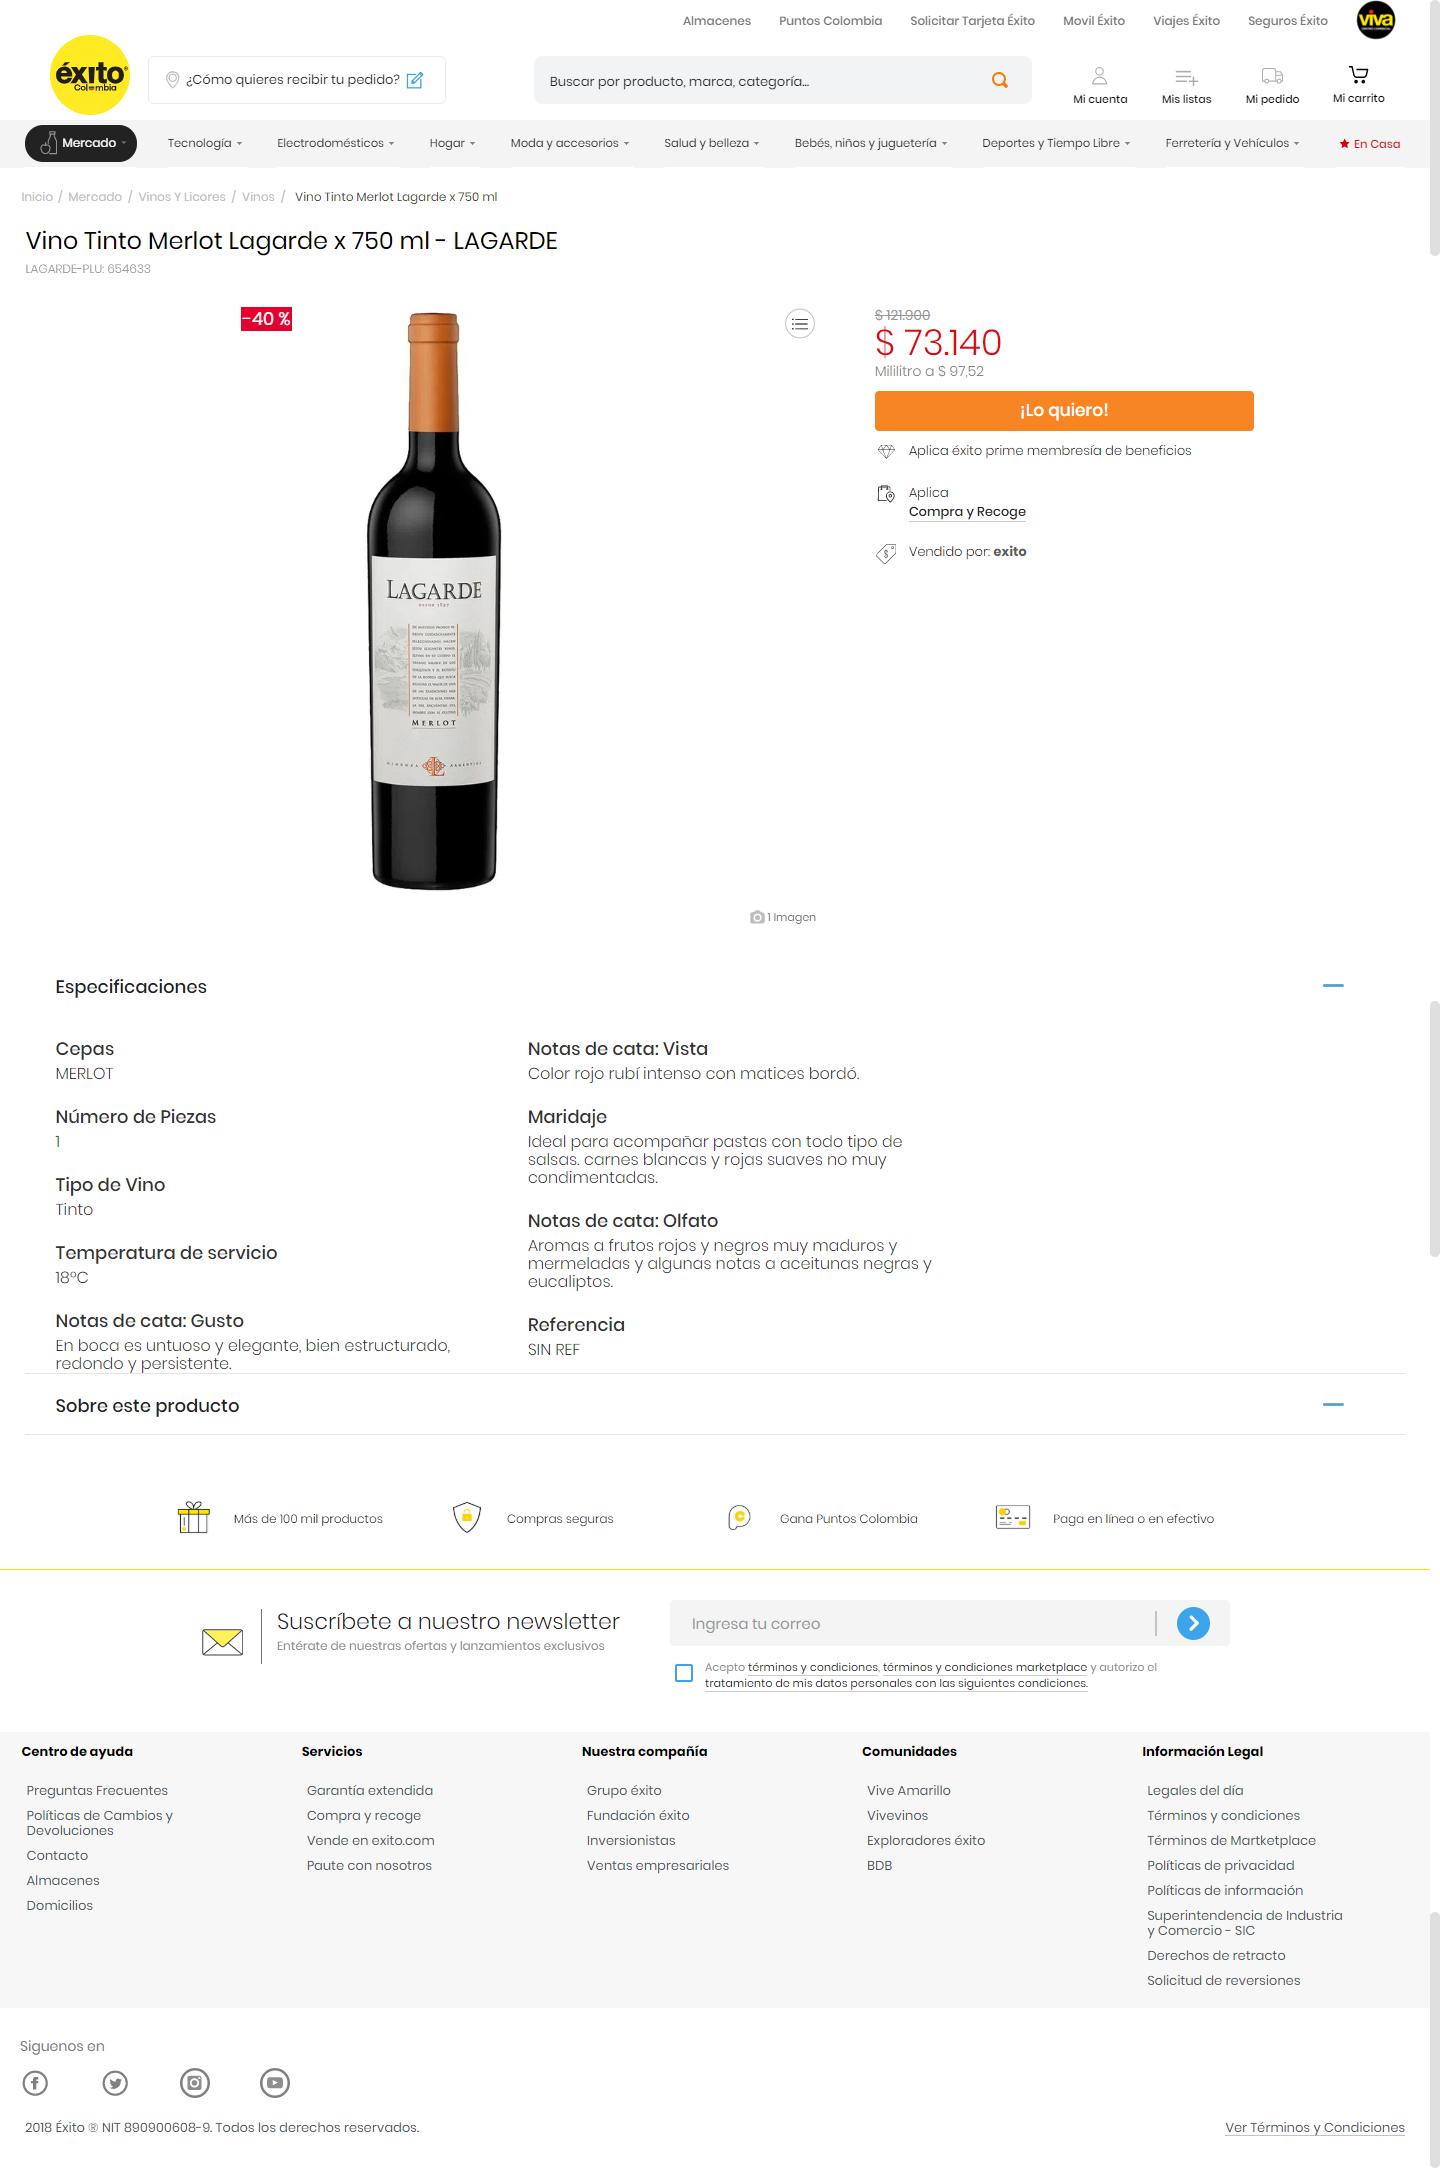 Almacenes Puntos Colombia Solicitar Tarjeta Éxito Movil Éxito Viajes Éxito Seguros Éxito viva
éxito
Colombia
¿Cómo quieres recibir tu pedido?
Buscar por producto, marca, categoría...
Mi cuenta Mis listas Mi pedido Mi carrito
Mercado Tecnología Electrodomésticos Hogar Moda y accesorios Salud y belleza Bebés, niños y juguetería Deportes y Tiempo Libre Ferretería y Vehículos En Casa
Inicio / Mercado / Vinos Y Licores / Vinos / Vino Tinto Merlot Lagarde x 750 ml
Vino Tinto Merlot Lagarde x 750 ml - LAGARDE
LAGARDE-PLU: 654633
-40 %
LAGARDE
DESDE 1897
MERLOT
MENDOZA ARGENTINA
1 Imagen
$ 121.900
$ 73.140
Mililitro a $ 97,52
¡Lo quiero!
Aplica éxito prime membresía de beneficios
Aplica
Compra y Recoge
Vendido por: exito
Especificaciones
Cepas
MERLOT
Número de Piezas
1
Tipo de Vino
Tinto
Temperatura de servicio
18°C
Notas de cata: Gusto
En boca es untuoso y elegante, bien estructurado,
redondo y persistente.
Notas de cata: Vista
Color rojo rubí intenso con matices bordó.
Maridaje
Ideal para acompañar pastas con todo tipo de
salsas. carnes blancas y rojas suaves no muy
condimentadas.
Notas de cata: Olfato
Aromas a frutos rojos y negros muy maduros y
mermeladas y algunas notas a aceitunas negras y
eucaliptos.
Referencia
SIN REF
Sobre este producto
Más de 100 mil productos Compras seguras Gana Puntos Colombia Paga en línea o en efectivo
Suscríbete a nuestro newsletter
Entérate de nuestras ofertas y lanzamientos exclusivos
Ingresa tu correo
Acepto términos y condiciones, términos y condiciones marketplace y autorizo el
tratamiento de mis datos personales con las siguientes condiciones.
Centro de ayuda
Preguntas Frecuentes
Políticas de Cambios y
Devoluciones
Contacto
Almacenes
Domicilios
Servicios
Garantía extendida
Compra y recoge
Vende en exito.com
Paute con nosotros
Nuestra compañía
Grupo éxito
Fundación éxito
Inversionistas
Ventas empresariales
Comunidades
Vive Amarillo
Vivevinos
Exploradores éxito
BDB
Información Legal
Legales del día
Términos y condiciones
Términos de Martketplace
Políticas de privacidad
Políticas de información
Superintendencia de Industria
y Comercio - SIC
Derechos de retracto
Solicitud de reversiones
Siguenos en
2018 Éxito ® NIT 890900608-9. Todos los derechos reservados.
Ver Términos y Condiciones